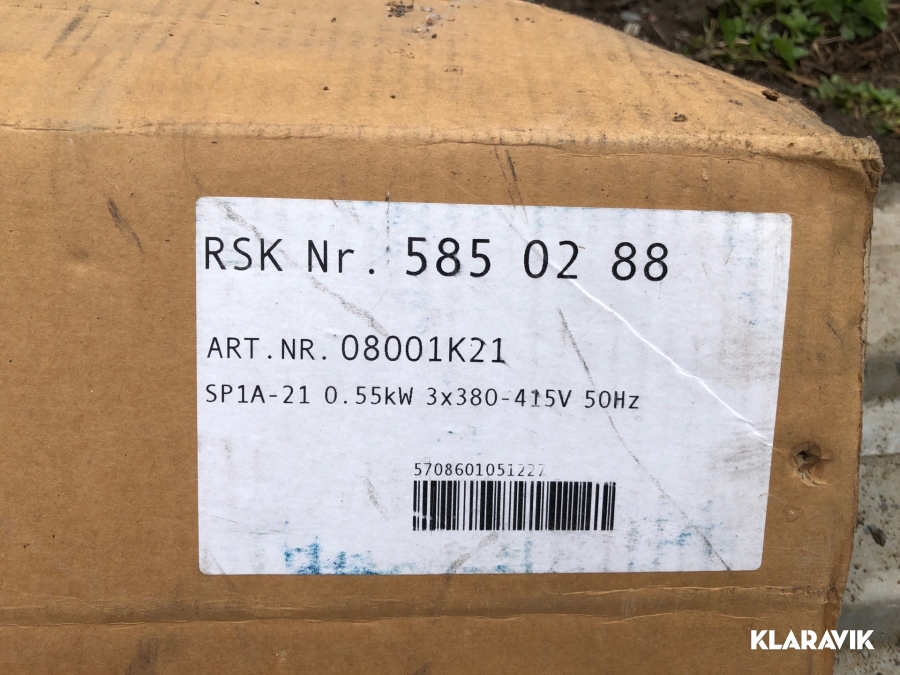 RSK Nr. 585 02 88
ART.NR. 08001K21
SP1A-21 0.55kW 3x380-415V 50Hz
5708601051227
KLARAVIK